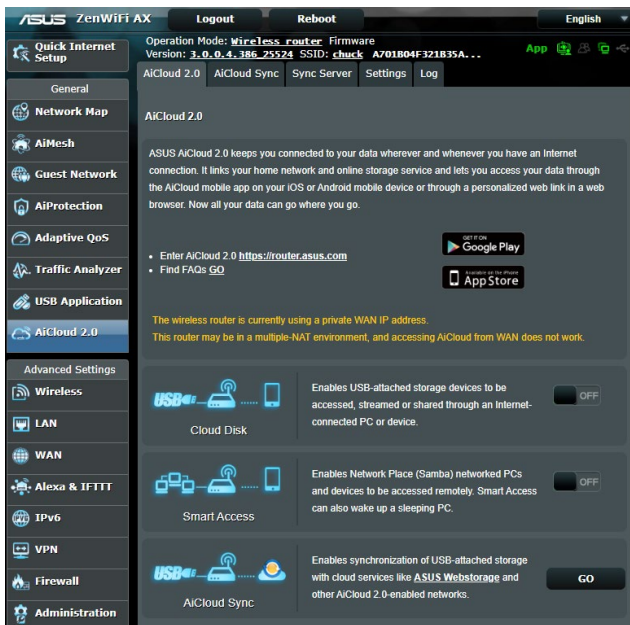 ASUS ZenWiFi AX Logout Reboot English
Quick Internet
Setup
Operation Mode: Wireless router Firmware
Version: 3.0.0.4.386_25524 SSID: chuck A701B04F321B35A...
App
AiCloud 2.0 AiCloud Sync Sync Server Settings Log
General
Network Map
AiMesh
Guest Network
AiProtection
Adaptive QoS
Traffic Analyzer
USB Application
AiCloud 2.0
Advanced Settings
Wireless
LAN
WAN
Alexa & IFTTT
IPv6
VPN
Firewall
Administration
AiCloud 2.0
ASUS AiCloud 2.0 keeps you connected to your data wherever and whenever you have an Internet
connection. It links your home network and online storage service and lets you access your data through
the AiCloud mobile app on your iOS or Android mobile device or through a personalized web link in a web
browser. Now all your data can go where you go.
Enter AiCloud 2.0 https://router.asus.com
Find FAQs GO
GET IT ON
Google Play
Available on the iPhone
App Store
The wireless router is currently using a private WAN IP address.
This router may be in a multiple-NAT environment, and accessing AiCloud from WAN does not work.
USB
Cloud Disk
Enables USB-attached storage devices to be
accessed, streamed or shared through an Internet-
connected PC or device.
OFF
Smart Access
Enables Network Place (Samba) networked PCs
and devices to be accessed remotely. Smart Access
can also wake up a sleeping PC.
OFF
USB
AiCloud Sync
Enables synchronization of USB-attached storage
with cloud services like ASUS Webstorage and
other AiCloud 2.0-enabled networks.
GO